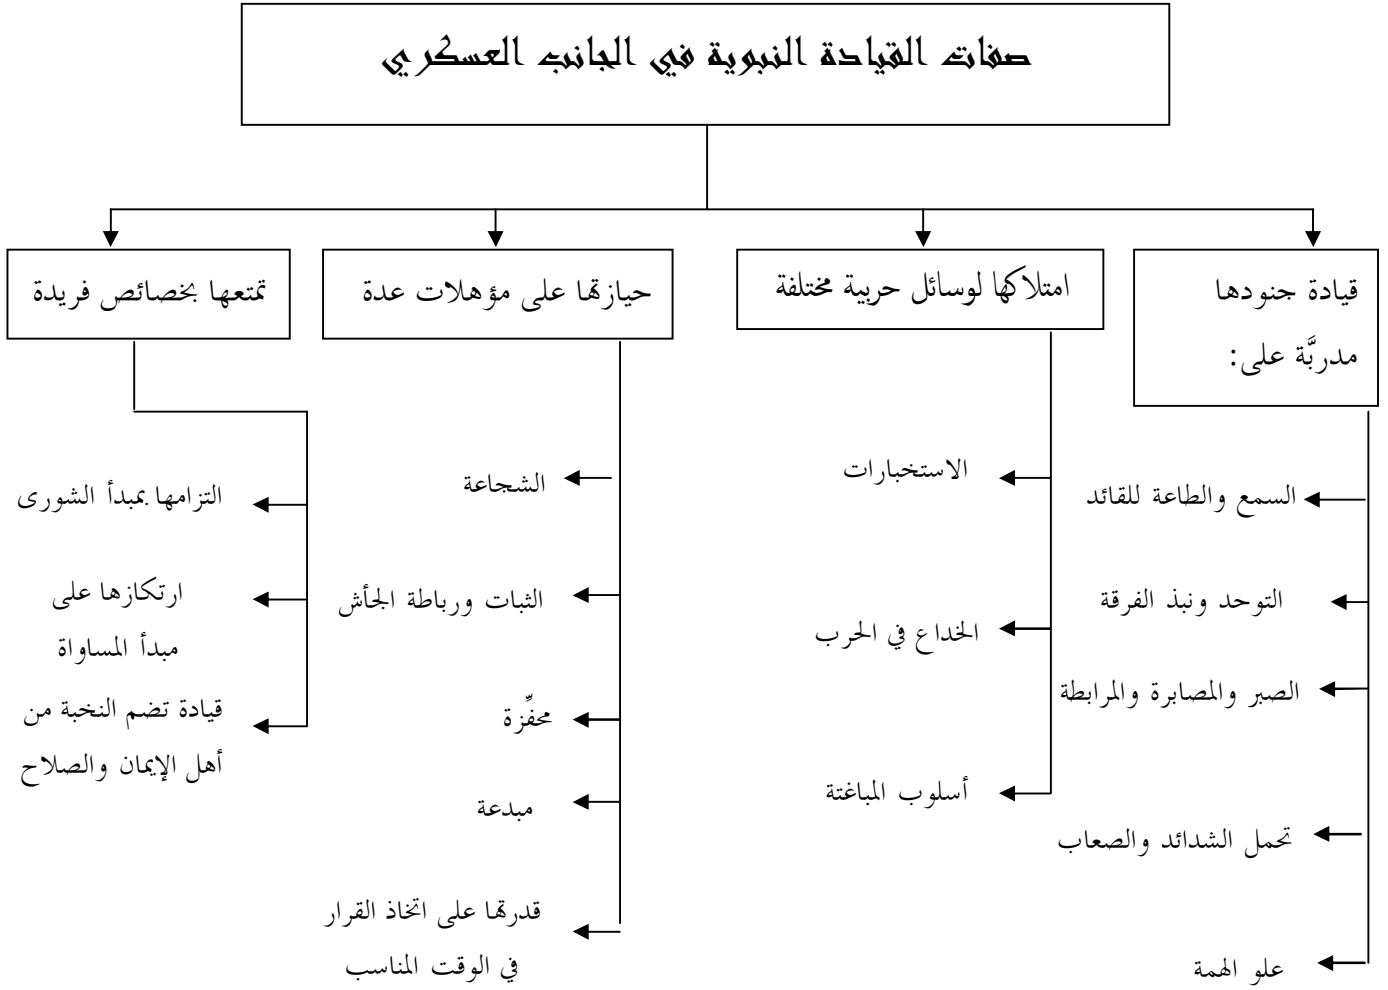 صفات القيادة النبوية في الجانب العسكري
قيادة جنودها
مدربَّة على:
السمع والطاعة للقائد
التوحد ونبذ الفرقة
الصبر والمصابرة والمرابطة
تحمل الشدائد والصعاب
علو الهمة
امتلاكها لوسائل حربية مختلفة
الاستخبارات
الخداع في الحرب
أسلوب المباغتة
حيازتها على مؤهلات عدة
الشجاعة
الثبات ورباطة الجأش
محفِّزة
مبدعة
قدرتها على اتخاذ القرار
في الوقت المناسب
تمتعها بخصائص فريدة
التزامها بمبدأ الشورى
ارتكازها على
مبدأ المساواة
قيادة تضم النخبة من
أهل الإيمان والصلاح